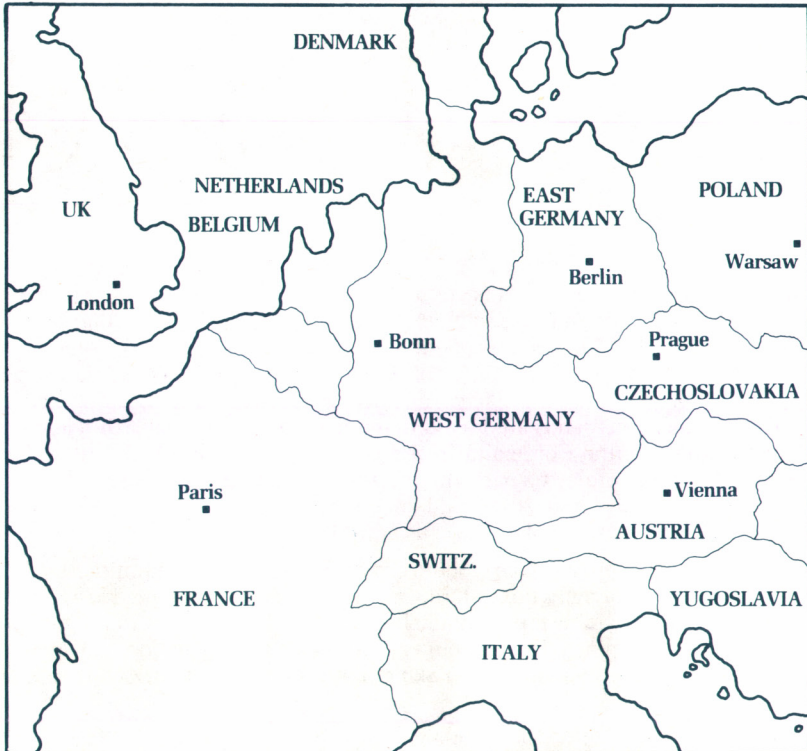 DENMARK
NETHERLANDS
BELGIUM
UK
London
EAST
GERMANY
Berlin
POLAND
Warsaw
Bonn
Prague
CZECHOSLOVAKIA
WEST GERMANY
Paris
Vienna
AUSTRIA
SWITZ.
FRANCE
YUGOSLAVIA
ITALY